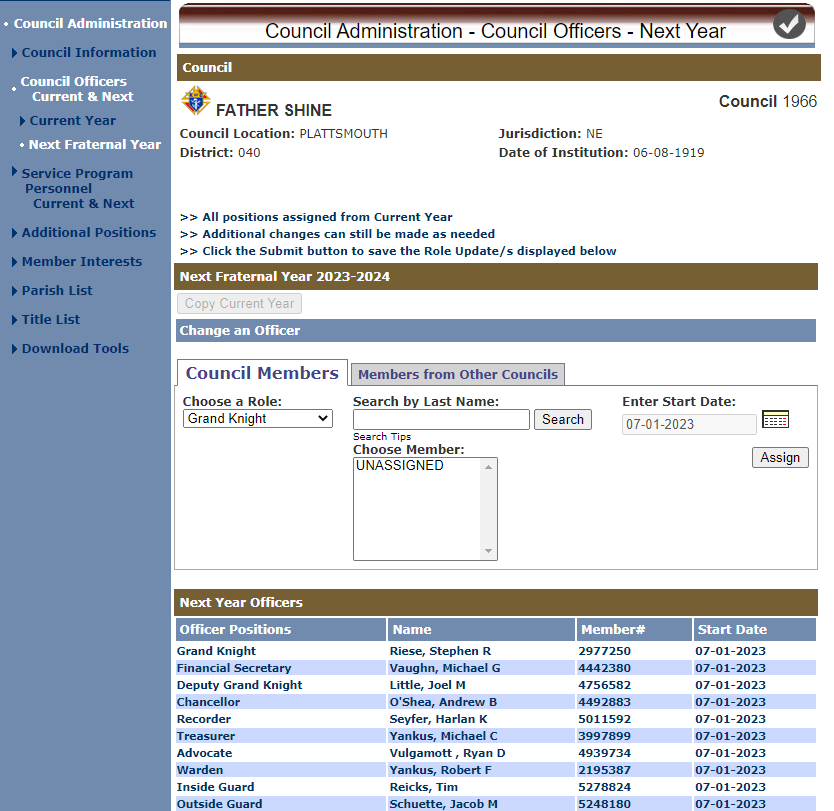 Council Administration
Council Information
Council Officers
Current & Next
Current Year
Next Fraternal Year
Service Program
Personnel
Current & Next
Additional Positions
Member Interests
Parish List
Title List
Download Tools
Council Administration - Council Officers - Next Year
Council
FATHER SHINE
Council 1966
Council Location: PLATTSMOUTH Jurisdiction: NE
District: 040 Date of Institution: 06-08-1919
>> All positions assigned from Current Year
>> Additional changes can still be made as needed
>> Click the Submit button to save the Role Update/s displayed below
Next Fraternal Year 2023-2024
Copy Current Year
Change an Officer
Council Members Members from Other Councils
Choose a Role: Search by Last Name: Enter Start Date:
Grand Knight Search 07-01-2023
Search Tips
Choose Member:
UNASSIGNED
Assign
Next Year Officers
Officer Positions Name Member# Start Date
Grand Knight Riese, Stephen R 2977250 07-01-2023
Financial Secretary Vaughn, Michael G 4442380 07-01-2023
Deputy Grand Knight Little, Joel M 4756582 07-01-2023
Chancellor O'Shea, Andrew B 4492883 07-01-2023
Recorder Seyfer, Harlan K 5011592 07-01-2023
Treasurer Yankus, Michael C 3997899 07-01-2023
Advocate Vulgamott , Ryan D 4939734 07-01-2023
Warden Yankus, Robert F 2195387 07-01-2023
Inside Guard Reicks, Tim 5278824 07-01-2023
Outside Guard Schuette, Jacob M 5248180 07-01-2023